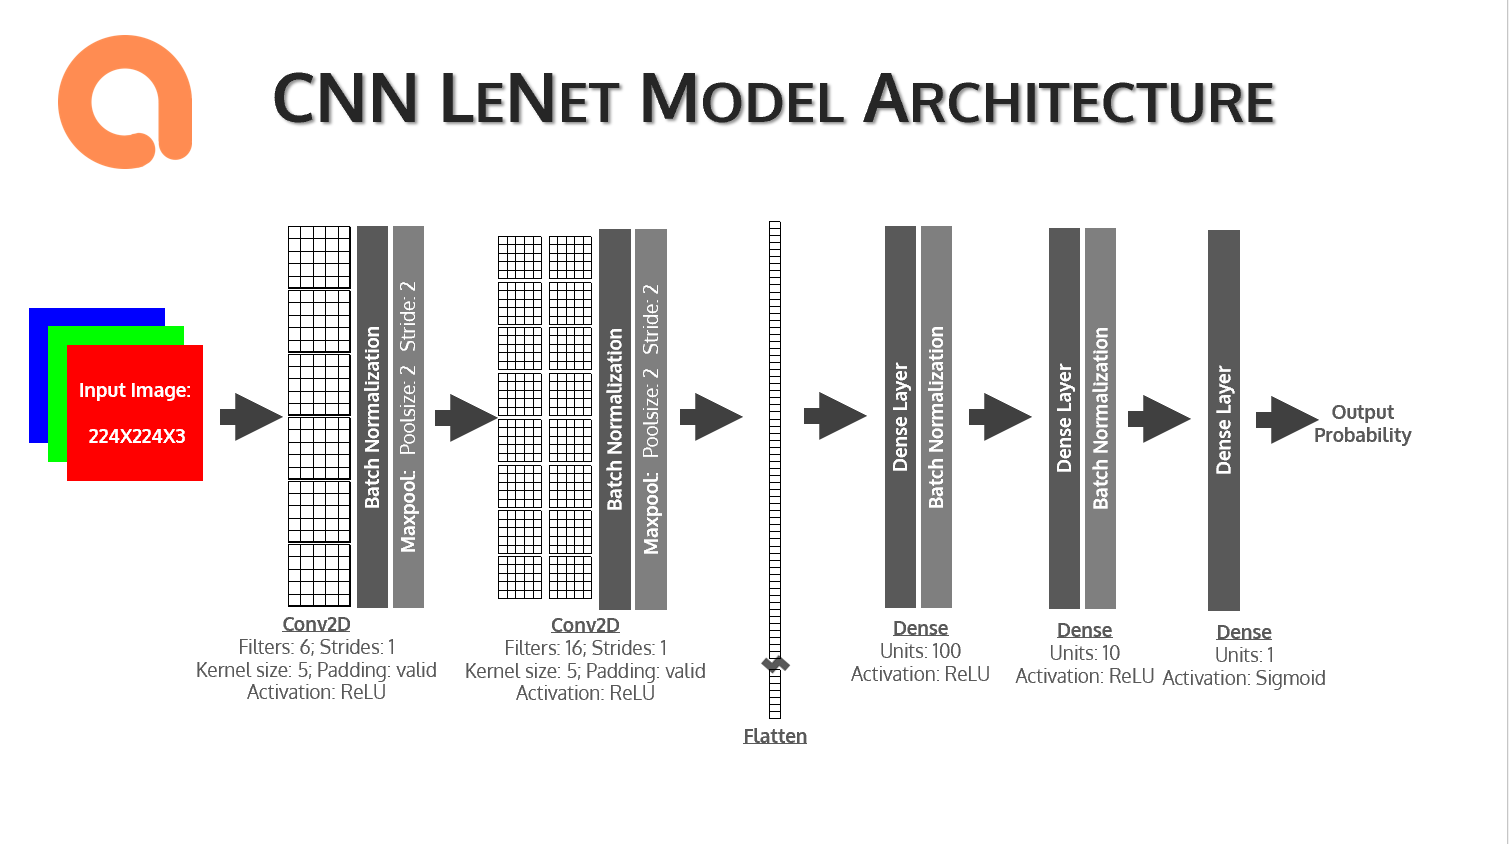 CNN LENET MODEL ARCHITECTURE
Input Image:
224X224X3
Batch Normalization
Maxpool: Poolsize: 2 Stride: 2
Conv2D
Filters: 6; Strides: 1
Kernel size: 5; Padding: valid
Activation: ReLU
Batch Normalization
Maxpool: Poolsize: 2 Stride: 2
Conv2D
Filters: 16; Strides: 1
Kernel size: 5; Padding: valid
Activation: ReLU
Flatten
Dense Layer
Batch Normalization
Dense
Units: 100
Activation: ReLU
Dense Layer
Batch Normalization
Dense
Units: 10
Activation: ReLU
Dense Layer
Dense
Units: 1
Activation: Sigmoid
Output
Probability